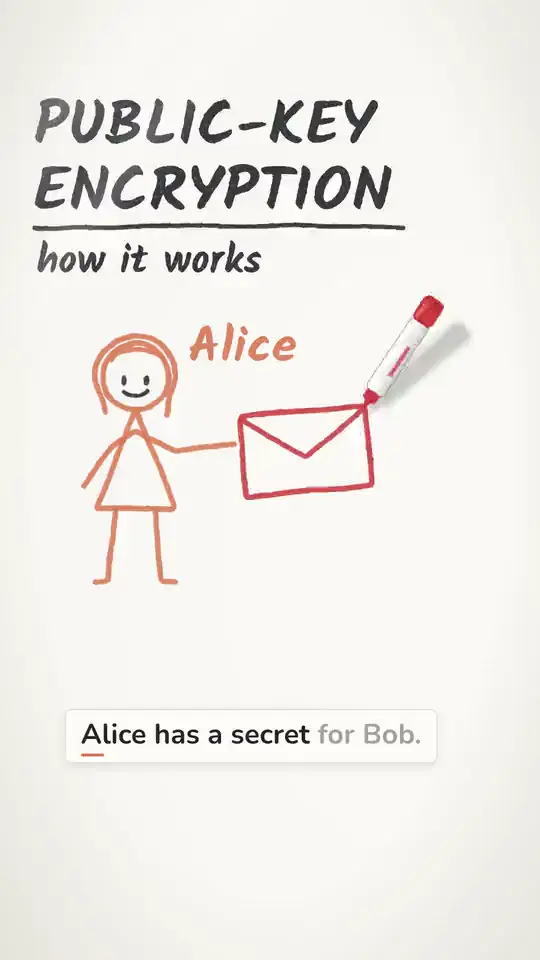 PUBLIC-KEY
ENCRYPTION
how it works
Alice
Alice has a secret for Bob.